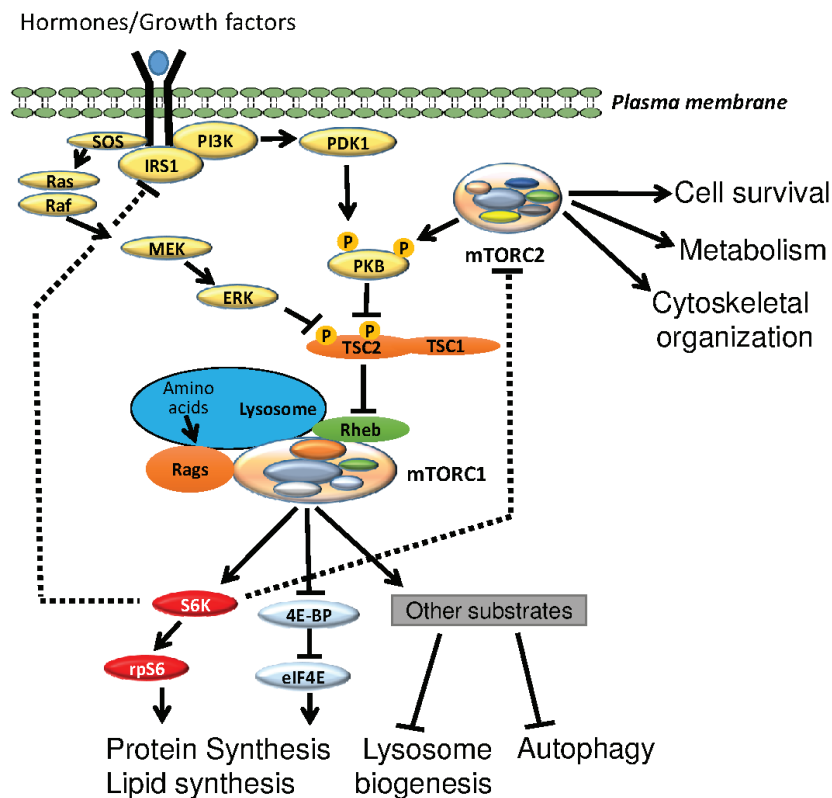 Hormones/Growth factors
Plasma membrane
SOS
PI3K
PDK1
IRS1
Ras
Raf
MEK
ERK
P
P
PKB
mTORC2
Cell survival
Metabolism
Cytoskeletal
organization
P
P
TSC2
TSC1
Amino
acids
Lysosome
Rheb
Rags
mTORC1
S6K
4E-BP
Other substrates
rpS6
eIF4E
Protein Synthesis
Lipid synthesis
Lysosome
biogenesis
Autophagy